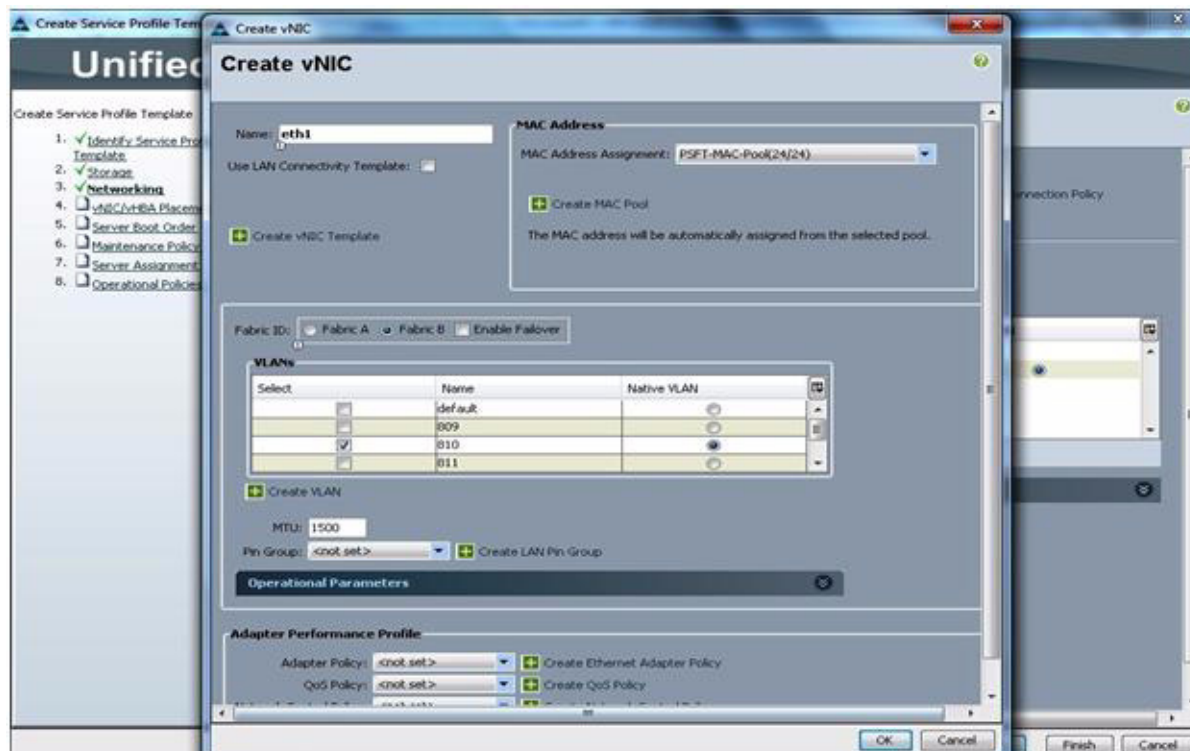 Create Service Profile Tem
Unified
Create Service Profile Template
1. Identify Service Pro
Template
2. Storage
3. Networking
4. vNIC/vHBA Placem
5. Server Boot Order
6. Maintenance Policy
7. Server Assignment
8. Operational Policies
Create vNIC
Create vNIC
Name: eth1
Use LAN Connectivity Template:
Create vNIC Template
MAC Address
MAC Address Assignment: PSFT-MAC-Pool(24/24)
Create MAC Pool
The MAC address will be automatically assigned from the selected pool.
Fabric ID: Fabric A Fabric B Enable Failover
VLANs
Select Name Native VLAN
default
809
810
811
Create VLAN
MTU: 1500
Pin Group: <not set> Create LAN Pin Group
Operational Parameters
Adapter Performance Profile
Adapter Policy: <not set> Create Ethernet Adapter Policy
QoS Policy: <not set> Create QoS Policy
OK Cancel
onnection Policy
Finish Cancel